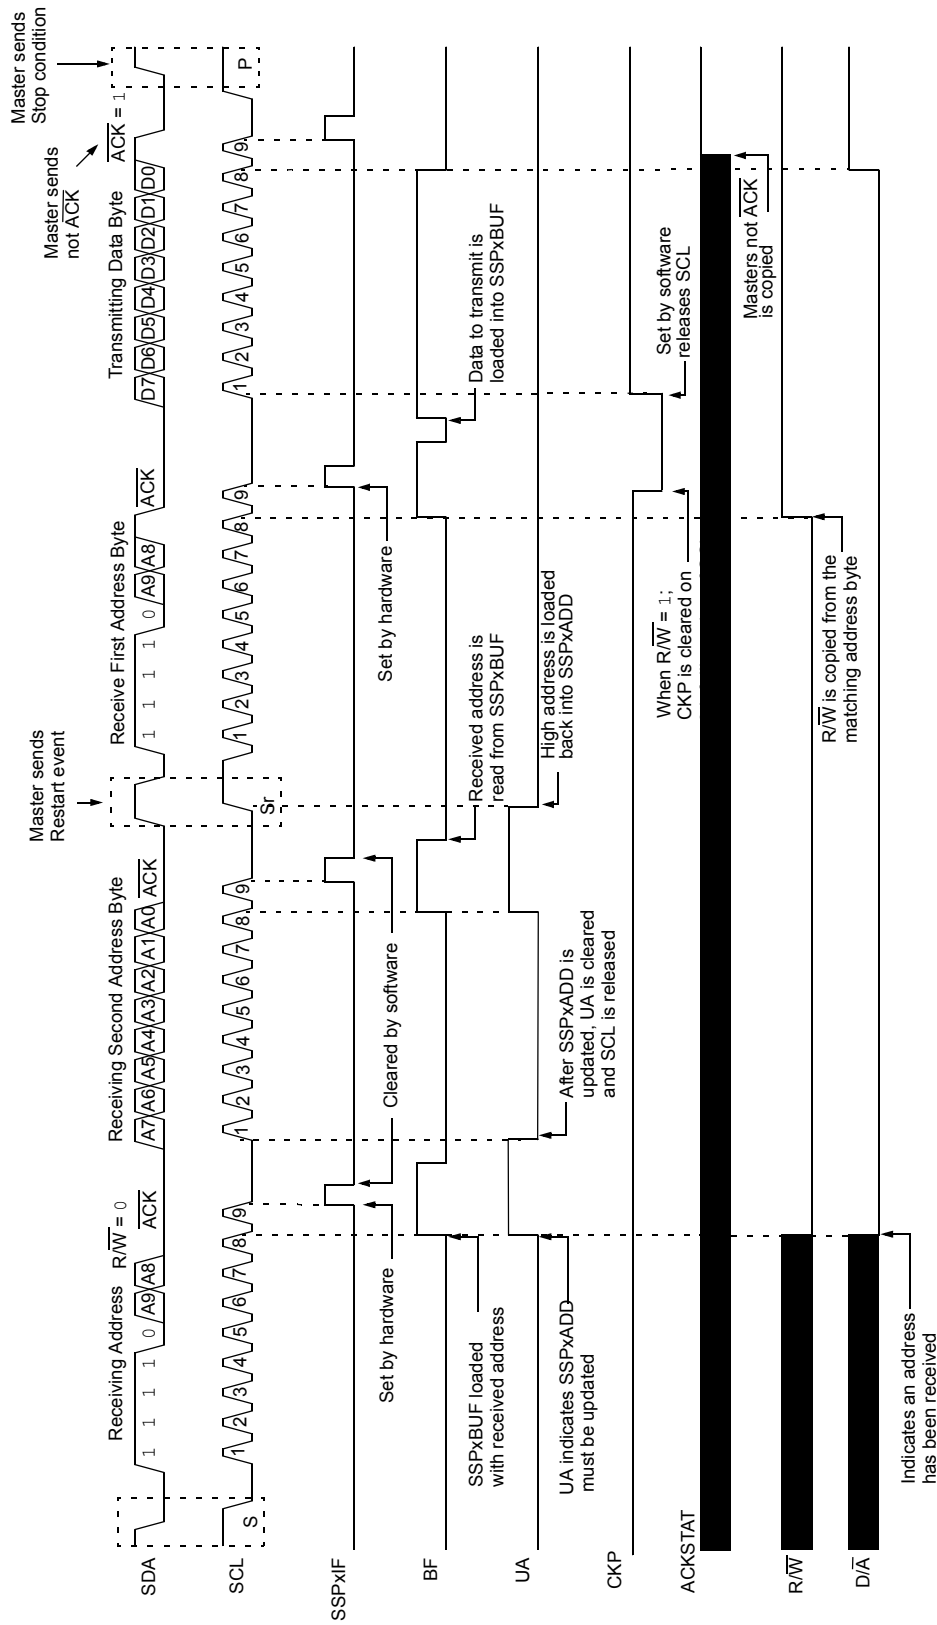 Master sends
Stop condition
Master sends
not ACK
Master sends
Restart event
Receiving Address
R/W = 0
Receiving Second Address Byte
Receive First Address Byte
Transmitting Data Byte
ACK = 1
SDA
1 1 1 1 0 A9 A8
ACK
A7 A6 A5 A4 A3 A2 A1 A0
ACK
1 1 1 1 0 A9 A8
ACK
D7 D6 D5 D4 D3 D2 D1 D0
SCL
S
1 2 3 4 5 6 7 8 9
1 2 3 4 5 6 7 8 9
Sr
1 2 3 4 5 6 7 8 9
1 2 3 4 5 6 7 8 9
P
SSPxIF
Set by hardware
Cleared by software
Set by hardware
BF
SSPxBUF loaded
with received address
Received address is
read from SSPxBUF
Data to transmit is
loaded into SSPxBUF
UA
UA indicates SSPxADD
must be updated
After SSPxADD is
updated, UA is cleared
and SCL is released
High address is loaded
back into SSPxADD
CKP
When R/W = 1;
CKP is cleared on
Set by software
releases SCL
ACKSTAT
Masters not ACK
is copied
R/W
R/W is copied from the
matching address byte
D/A
Indicates an address
has been received